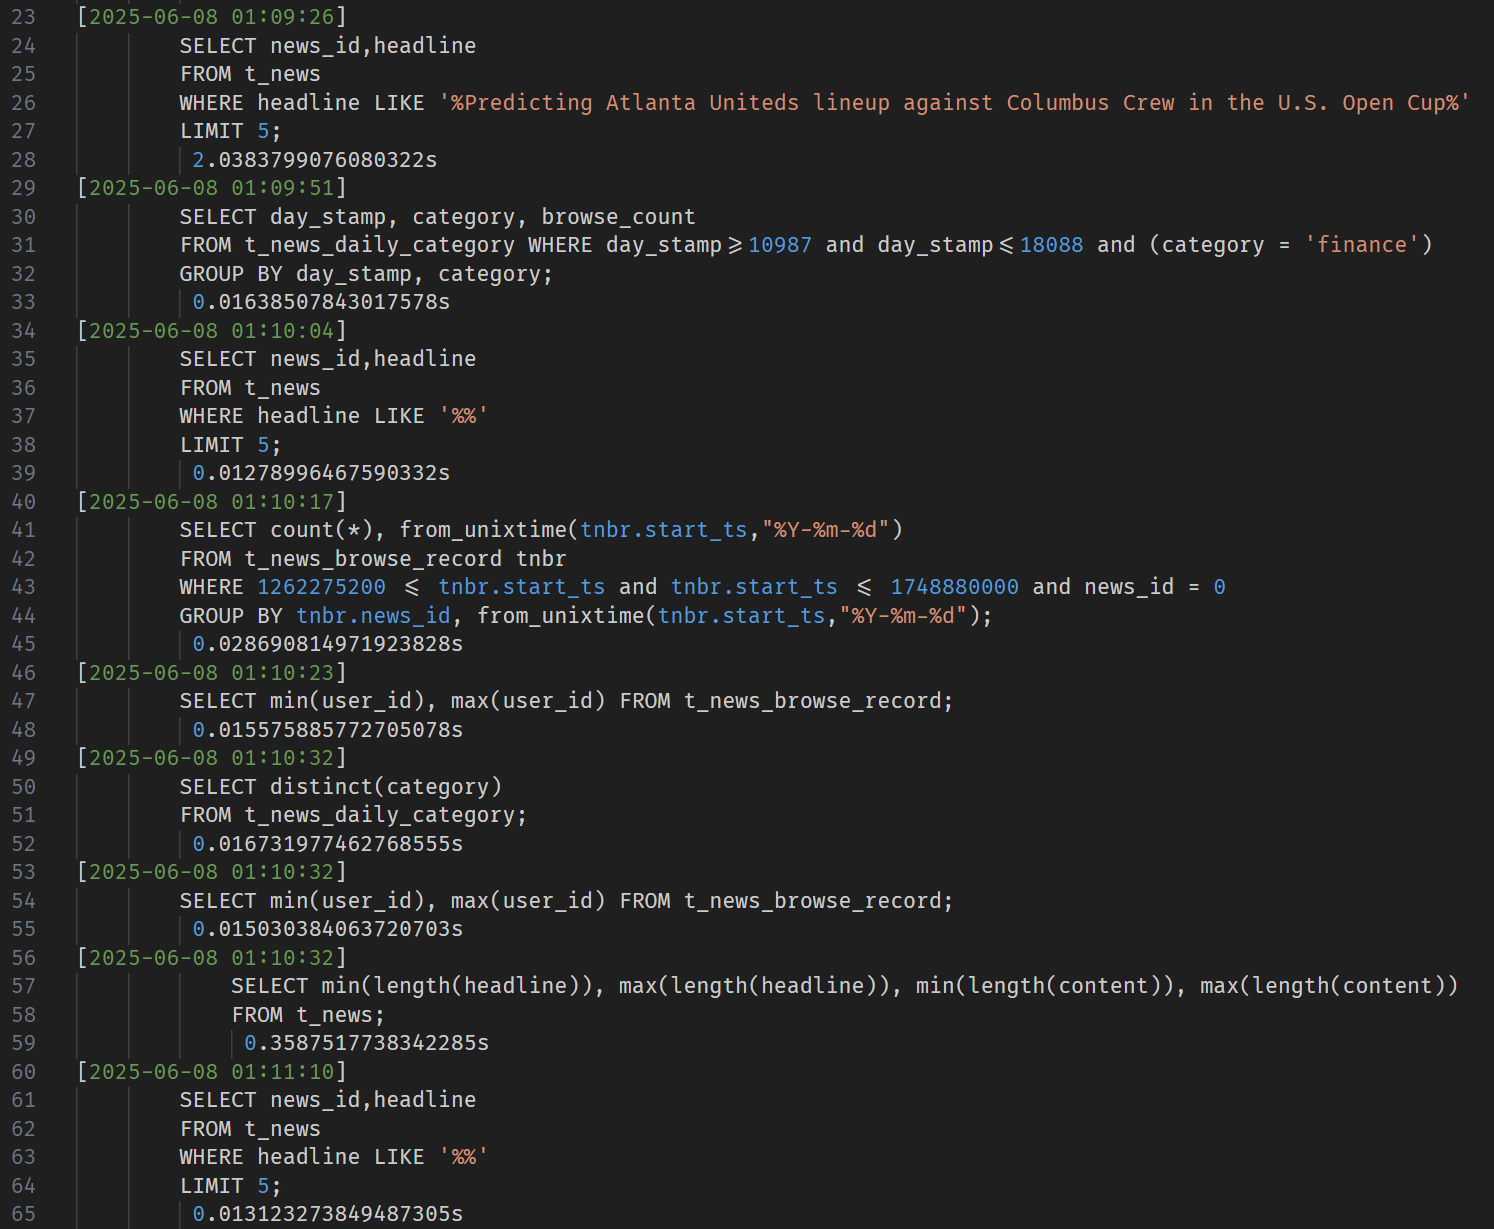 23 [2025-06-08 01:09:26]
24 SELECT news_id,headline
25 FROM t_news
26 WHERE headline LIKE '%Predicting Atlanta Uniteds lineup against Columbus Crew in the U.S. Open Cup%'
27 LIMIT 5;
28 2.0383799076080322s
29 [2025-06-08 01:09:51]
30 SELECT day_stamp, category, browse_count
31 FROM t_news_daily_category WHERE day_stamp⩾10987 and day_stamp⩽18088 and (category = 'finance')
32 GROUP BY day_stamp, category;
33 0.01638507843017578s
34 [2025-06-08 01:10:04]
35 SELECT news_id,headline
36 FROM t_news
37 WHERE headline LIKE '%%'
38 LIMIT 5;
39 0.01278996467590332s
40 [2025-06-08 01:10:17]
41 SELECT count(*), from_unixtime(tnbr.start_ts,"%Y-%m-%d")
42 FROM t_news_browse_record tnbr
43 WHERE 1262275200 ⩽ tnbr.start_ts and tnbr.start_ts ⩽ 1748880000 and news_id = 0
44 GROUP BY tnbr.news_id, from_unixtime(tnbr.start_ts,"%Y-%m-%d");
45 0.028690814971923828s
46 [2025-06-08 01:10:23]
47 SELECT min(user_id), max(user_id) FROM t_news_browse_record;
48 0.015575885772705078s
49 [2025-06-08 01:10:32]
50 SELECT distinct(category)
51 FROM t_news_daily_category;
52 0.016731977462768555s
53 [2025-06-08 01:10:32]
54 SELECT min(user_id), max(user_id) FROM t_news_browse_record;
55 0.015030384063720703s
56 [2025-06-08 01:10:32]
57 SELECT min(length(headline)), max(length(headline)), min(length(content)), max(length(content))
58 FROM t_news;
59 0.3587517738342285s
60 [2025-06-08 01:11:10]
61 SELECT news_id,headline
62 FROM t_news
63 WHERE headline LIKE '%%'
64 LIMIT 5;
65 0.013123273849487305s